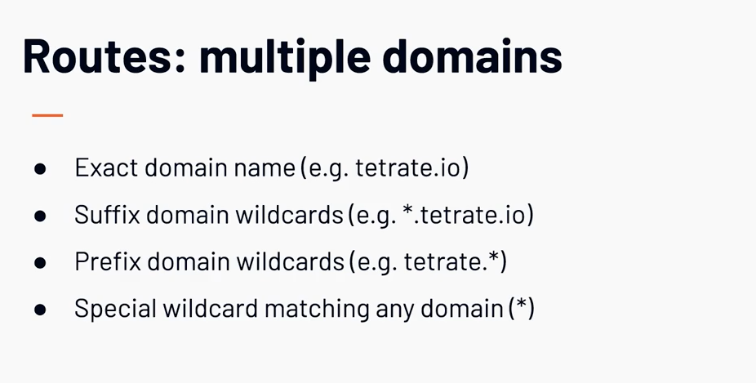 Routes: multiple domains
● Exact domain name (e.g. tetrate.io)
● Suffix domain wildcards (e.g. *.tetrate.io)
● Prefix domain wildcards (e.g. tetrate.*)
● Special wildcard matching any domain (*)